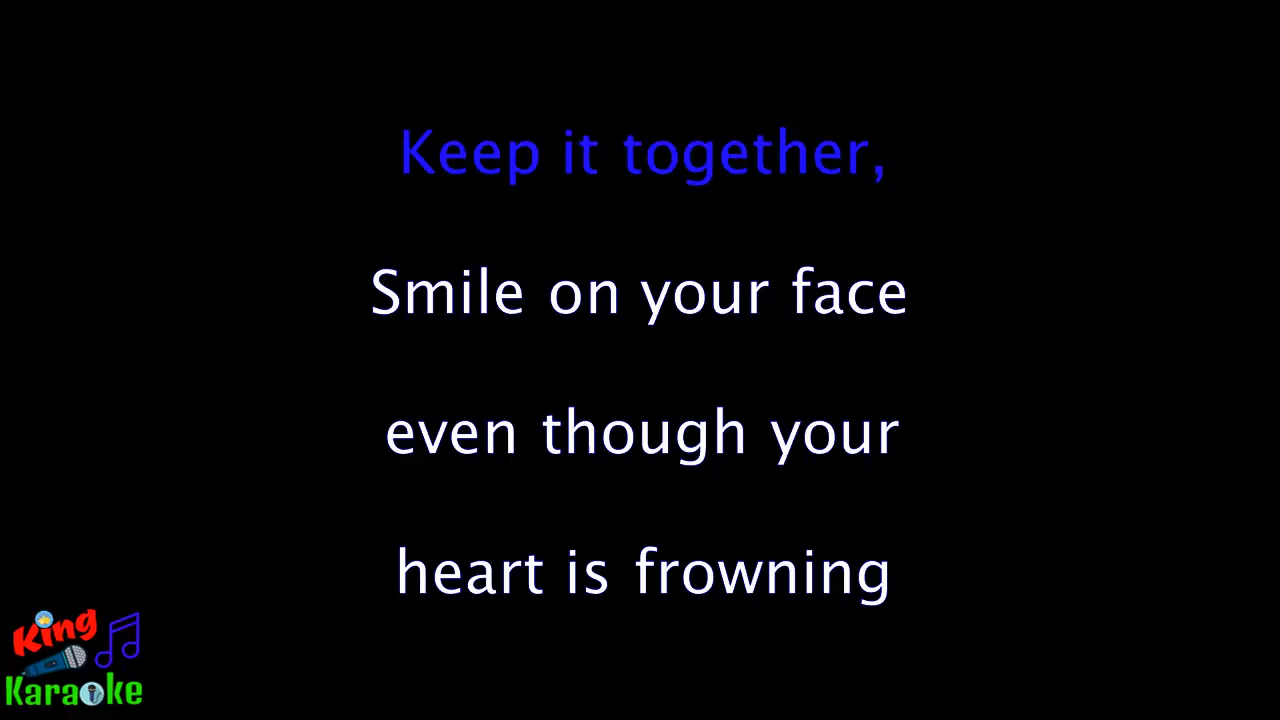 Keep it together,
Smile on your face
even though your
heart is frowning
King
Karaoke